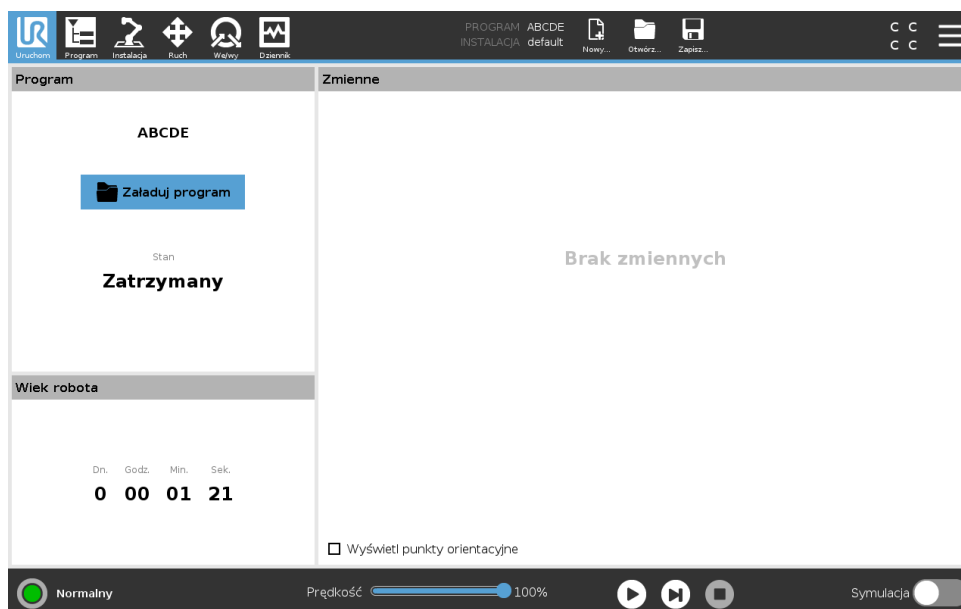 UR
PROGRAM ABCDE
INSTALACJA default
C C
C C
Uruchom Program Instalacja Ruch We/wy Dziennik Nowy... Otwórz... Zapisz...
Program
ABCDE
Załaduj program
Stan
Zatrzymany
Zmienne
Brak zmiennych
Wyświetl punkty orientacyjne
Wiek robota
Dn. Godz. Min. Sek.
0 00 01 21
Normalny Prędkość 100% Symulacja